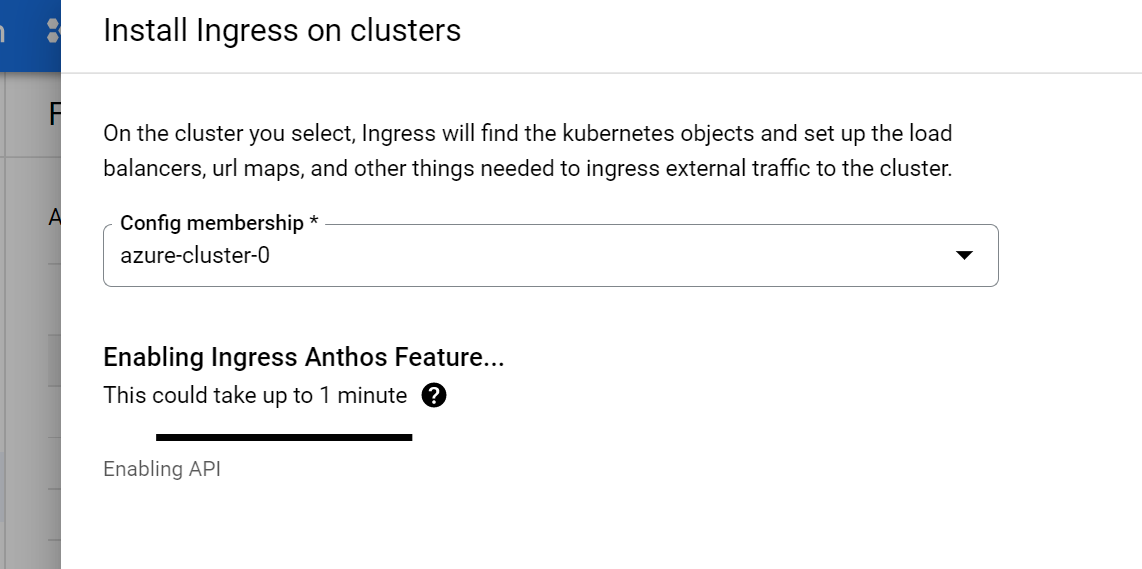 Install Ingress on clusters
On the cluster you select, Ingress will find the kubernetes objects and set up the load
balancers, url maps, and other things needed to ingress external traffic to the cluster.
Config membership *
azure-cluster-0
Enabling Ingress Anthos Feature...
This could take up to 1 minute ?
Enabling API